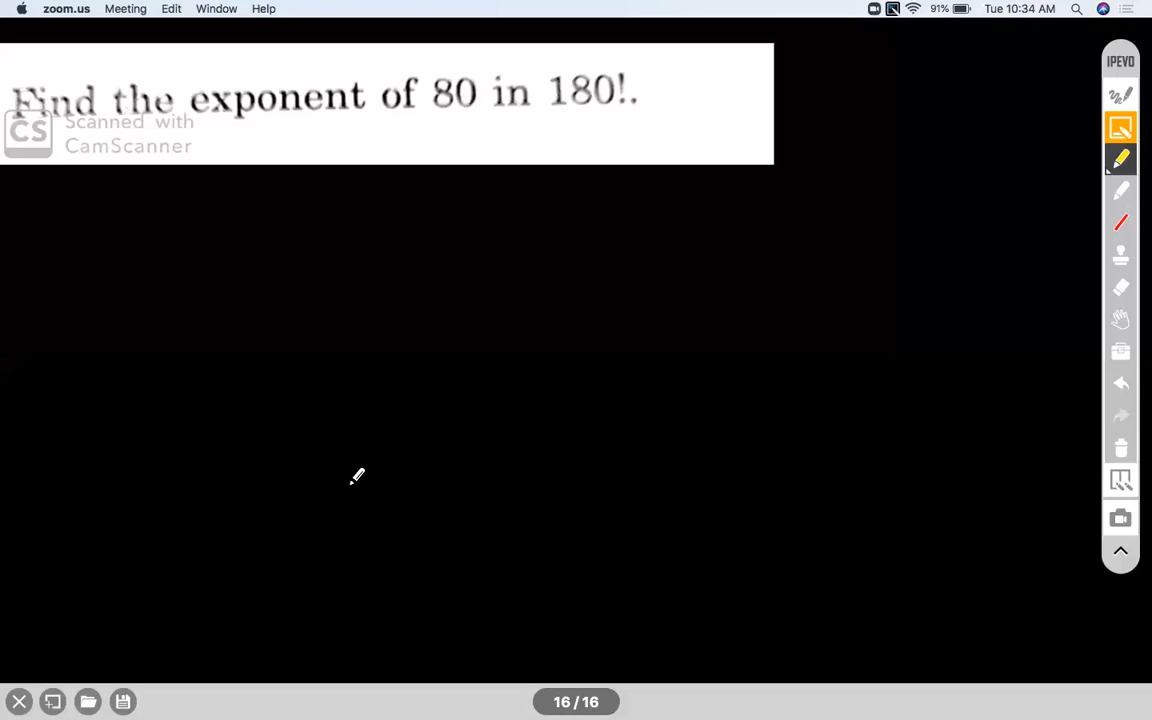 zoom.us Meeting Edit Window Help 91% Tue 10:34 AM
IPEVO
Find the exponent of 80 in 180!.
CS Scanned with
CamScanner
16/16